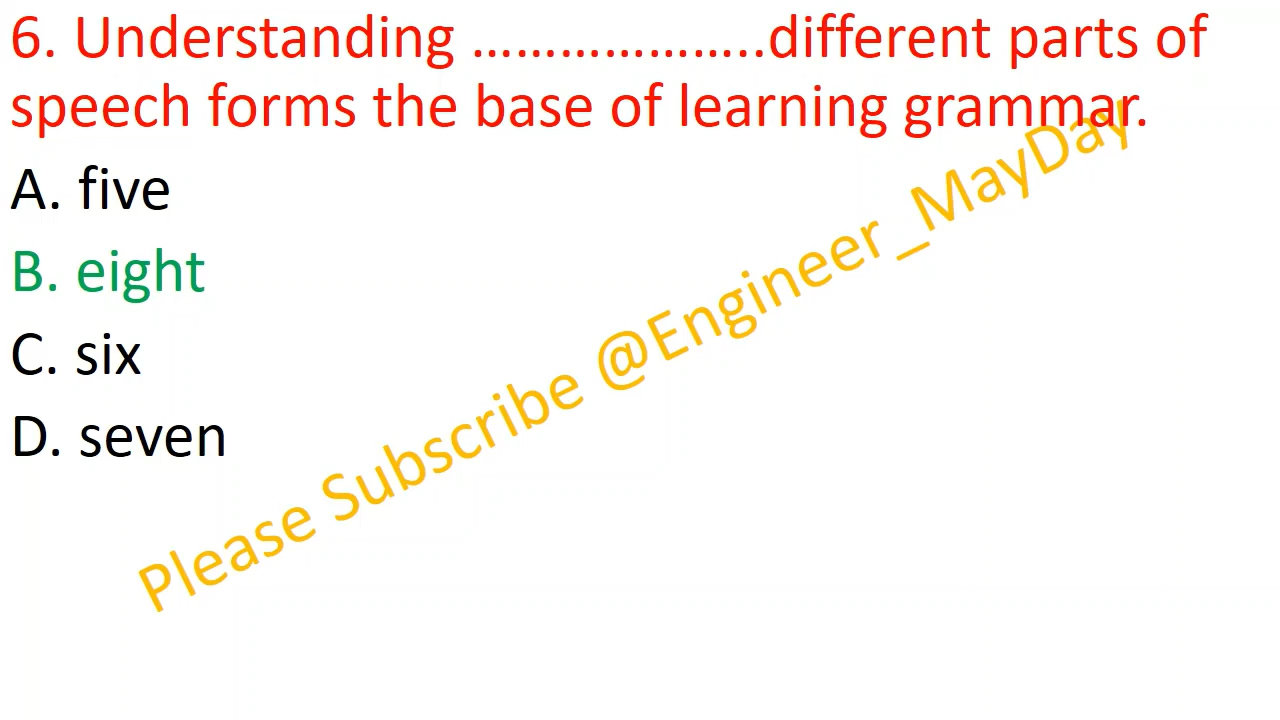 6. Understanding ………………..different parts of
speech forms the base of learning grammar.
A. five
B. eight
C. six
D. seven
Please Subscribe @Engineer_MayDay